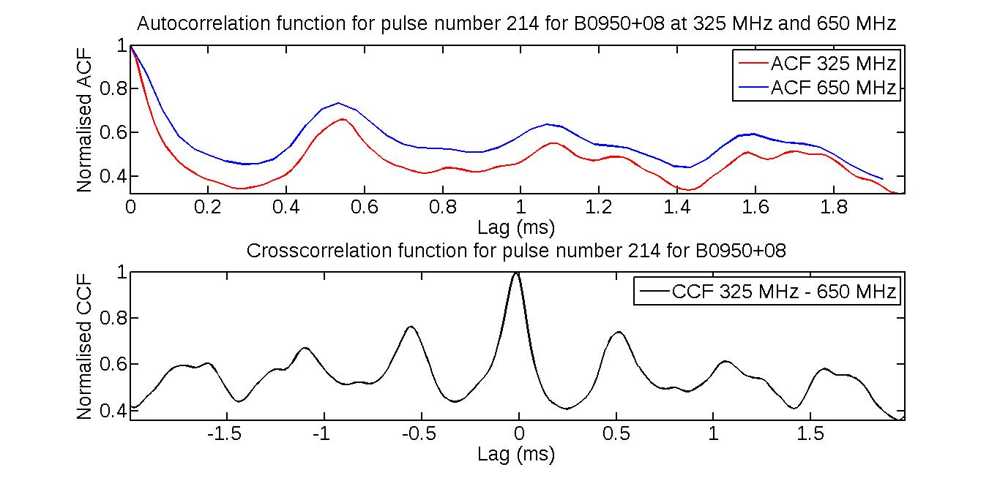 Autocorrelation function for pulse number 214 for B0950+08 at 325 MHz and 650 MHz
Normalised ACF
1
0.8
0.6
0.4
ACF 325 MHz
ACF 650 MHz
0 0.2 0.4 0.6 0.8 1 1.2 1.4 1.6 1.8
Lag (ms)
Crosscorrelation function for pulse number 214 for B0950+08
Normalised CCF
1
0.8
0.6
0.4
CCF 325 MHz - 650 MHz
-1.5 -1 -0.5 0 0.5 1 1.5
Lag (ms)